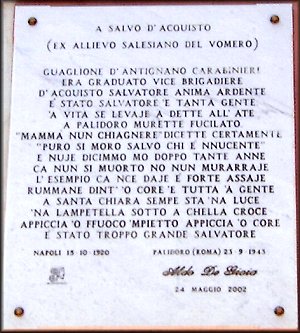 A SALVO D'ACQUISTO
(EX ALLIEVO SALESIANO DEL VOMERO)
GUAGLIONE D'ANTIGNANO CARABINIERI
ERA GRADUATO VICE BRIGADIERE
D'ACQUISTO SALVATORE ANIMA ARDENTE
È STATO SALVATORE 'E TANTA GENTE
'A VITA SE LEVAJE A DETTE ALL' ATE
A PALIDORO MURETTE FUCILATO
"MAMMA NUN CHIAGNERE" DICETTE CERTAMENTE
"PURO SI MORO SALVO CHI È NNUCENTE"
E NUJE DICIMMO MO DOPPO TANTE ANNE
CA NUN SI MUORTO NO NUN MURARRAJE
L'ESEMPIO CA NCE DAJE È FORTE ASSAJE
RUMMANE DINT' 'O CORE 'E TUTTA 'A GENTE
A SANTA CHIARA SEMPE STA 'NA LUCE
'NA LAMPETELLA SOTTO A CHELLA CROCE
APPICCIA 'O FFUOCO 'MPIETTO APPICCIA 'O CORE
E STATO TROPPO GRANDE SALVATORE
NAPOLI 15 10 1920 PALIDORO (ROMA) 23 9 1943
Aldo De Gioia
24 MAGGIO 2002